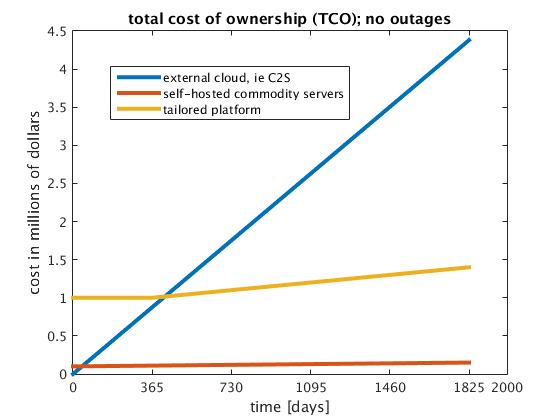 total cost of ownership (TCO); no outages
4.5
4
3.5
3
2.5
2
1.5
1
0.5
0
cost in millions of dollars
external cloud, ie C2S
self-hosted commodity servers
tailored platform
0 365 730 1095 1460 1825 2000
time [days]